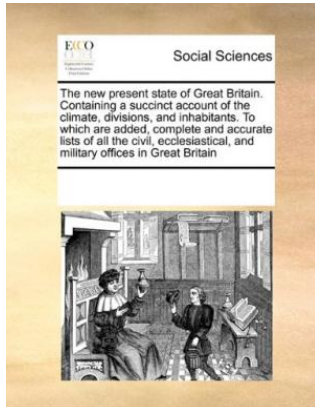 ECCO
Social Sciences
The new present state of Great Britain.
Containing a succinct account of the
climate, divisions, and inhabitants. To
which are added, complete and accurate
lists of all the civil, ecclesiastical, and
military offices in Great Britain